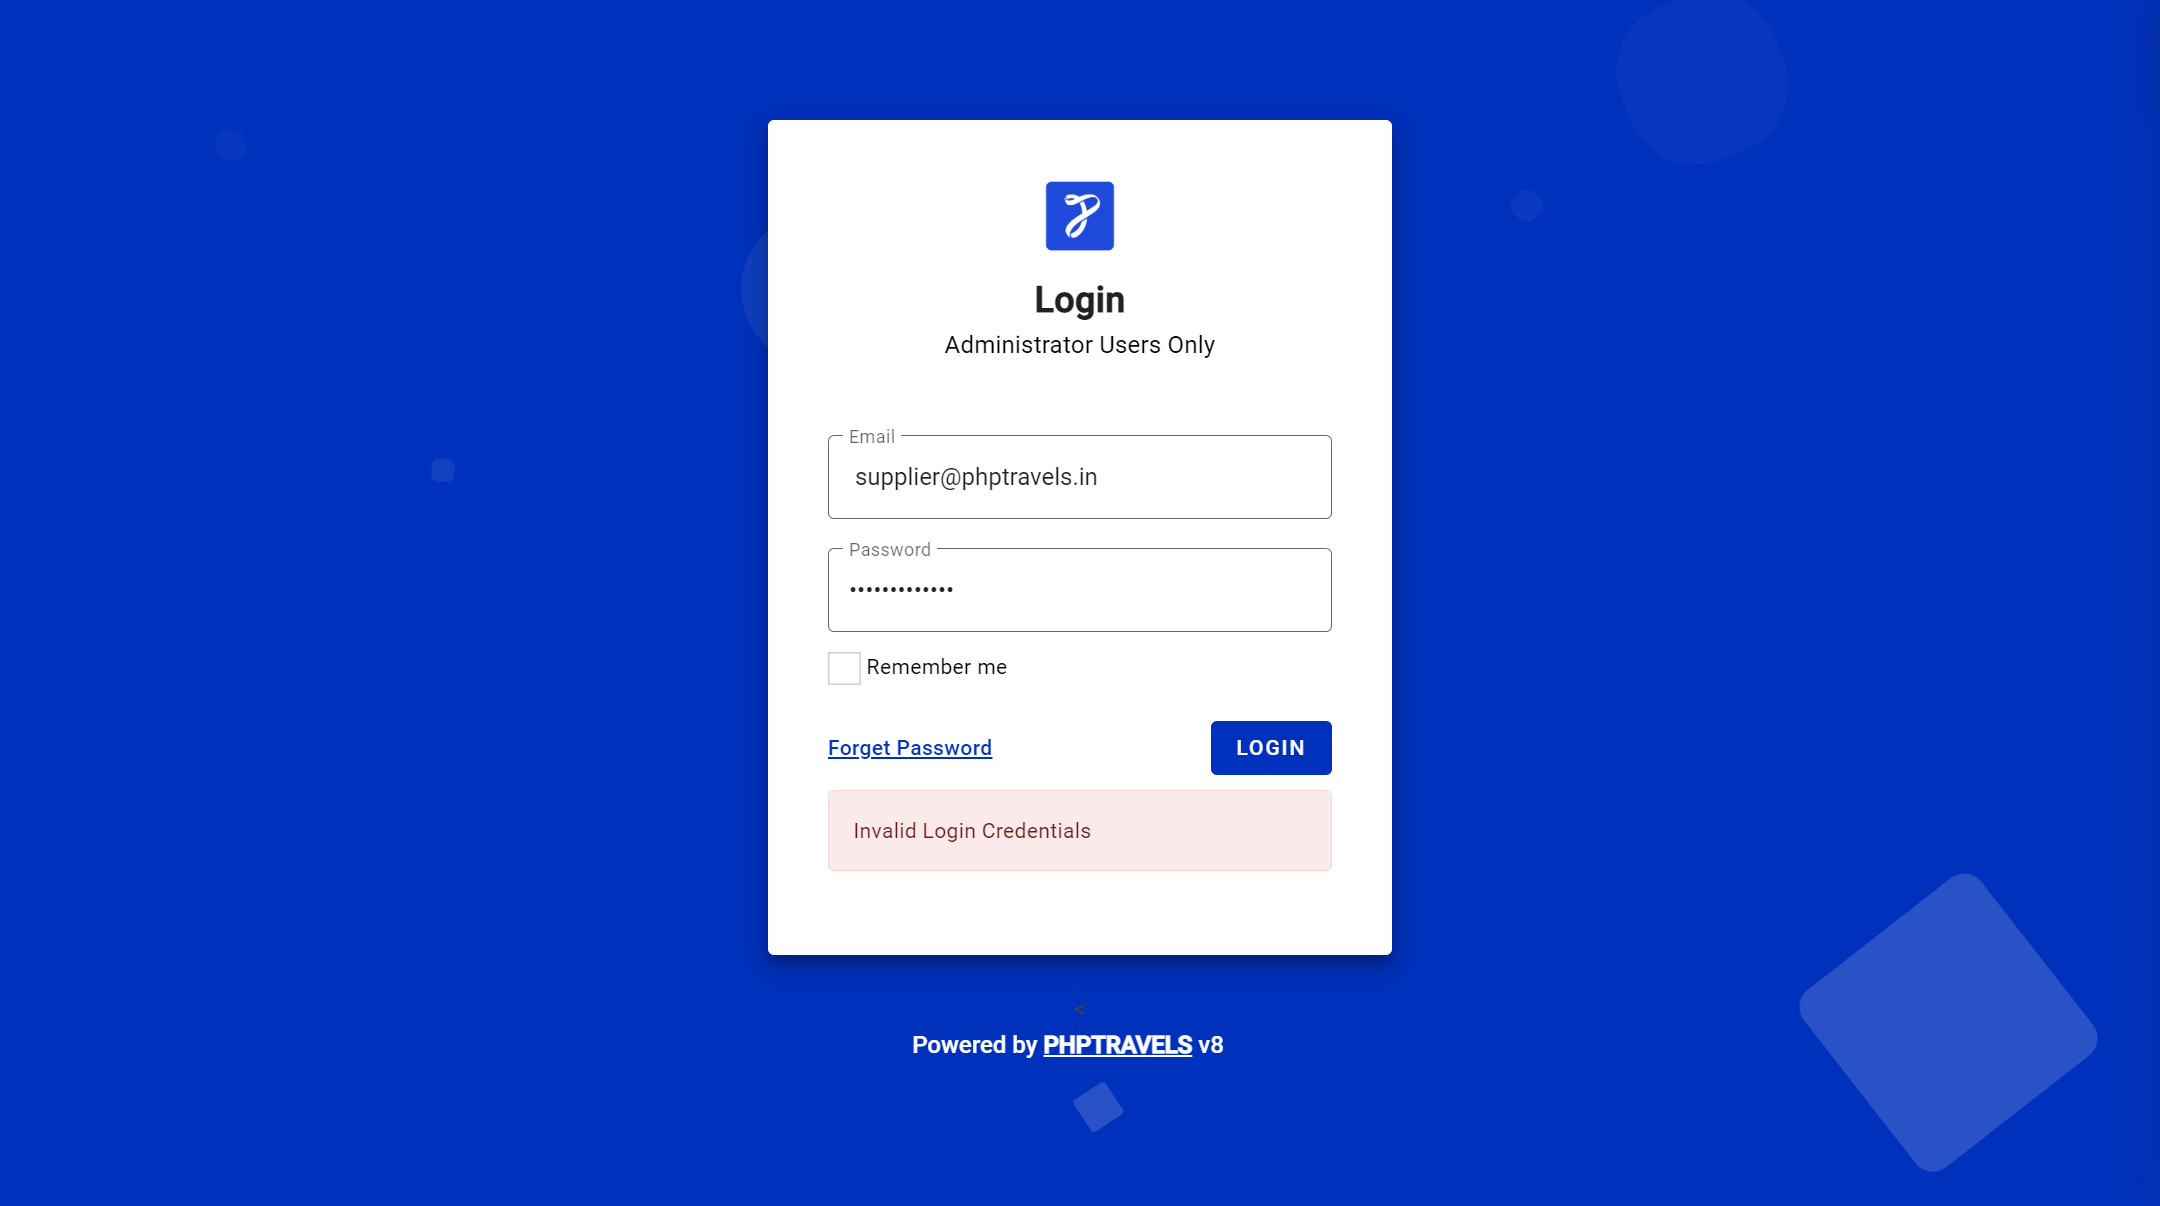 Login
Administrator Users Only
Email
supplier@phptravels.in
Password
•••••••••••••
Remember me
Forget Password
LOGIN
Invalid Login Credentials
<
Powered by PHPTRAVELS v8